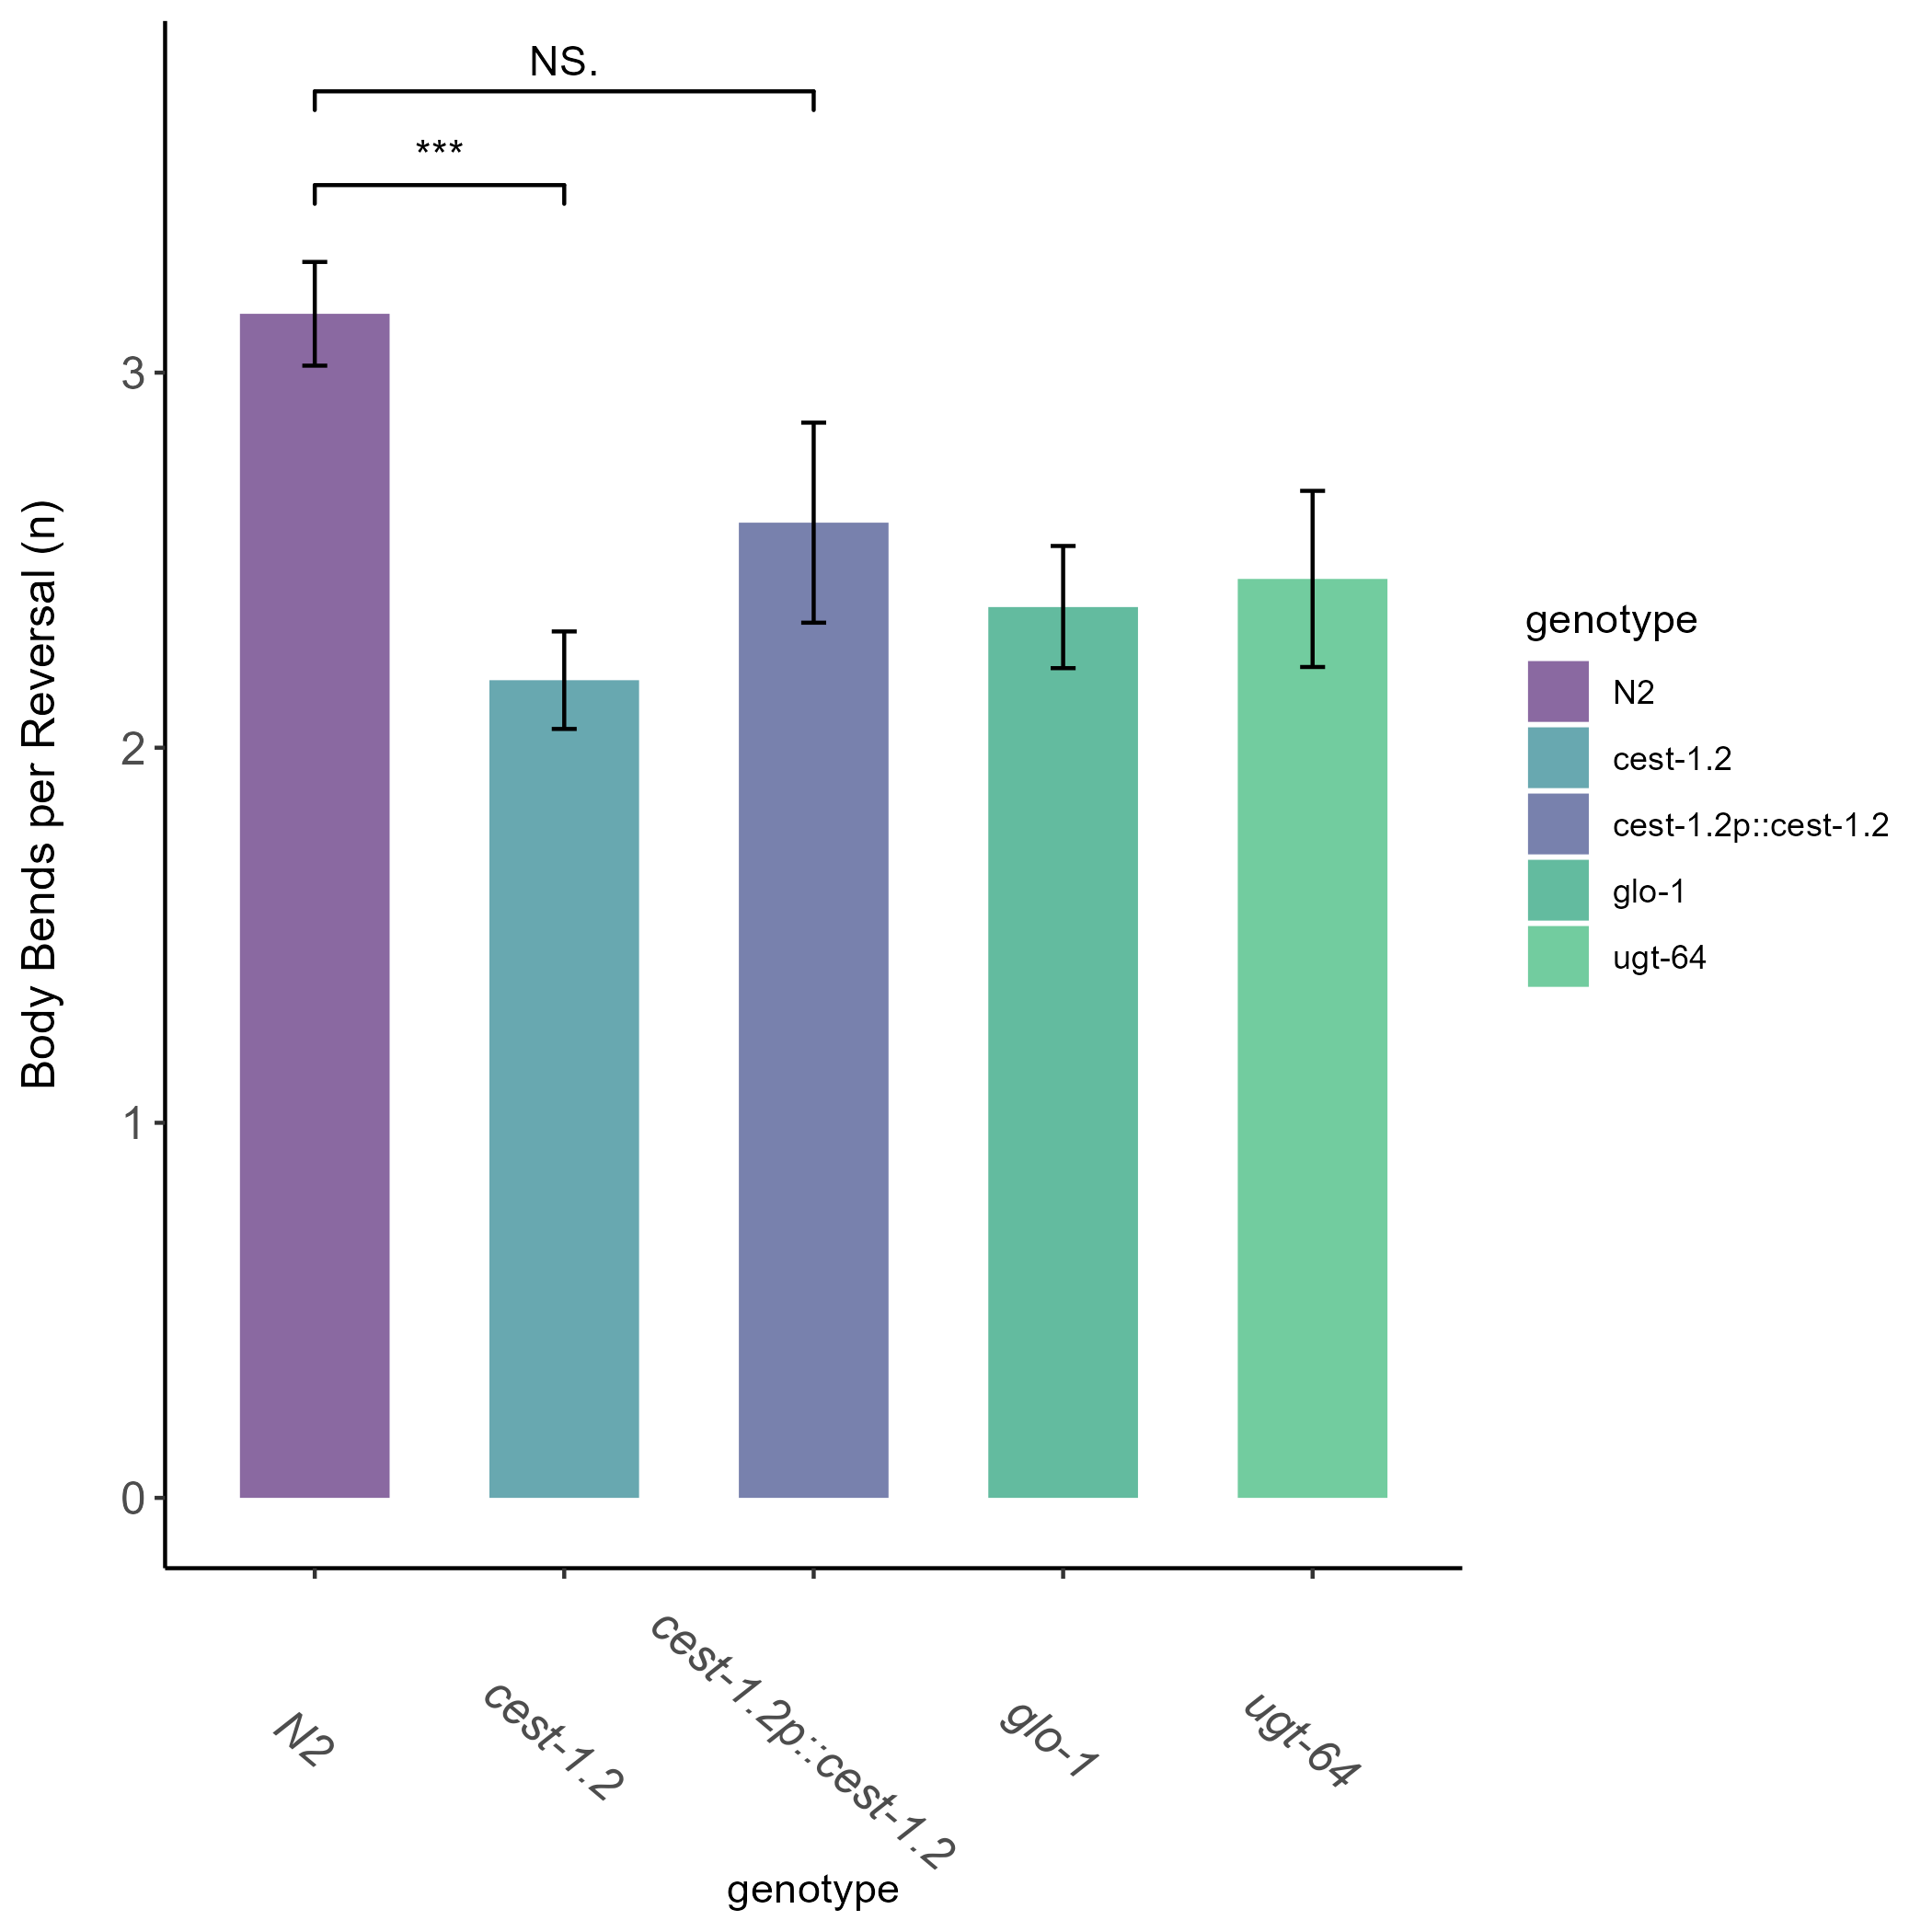 NS.
***
Body Bends per Reversal (n)
3
2
1
0
N2
cest-1.2
cest-1.2p::cest-1.2
glo-1
ugt-64
genotype
genotype
N2
cest-1.2
cest-1.2p::cest-1.2
glo-1
ugt-64